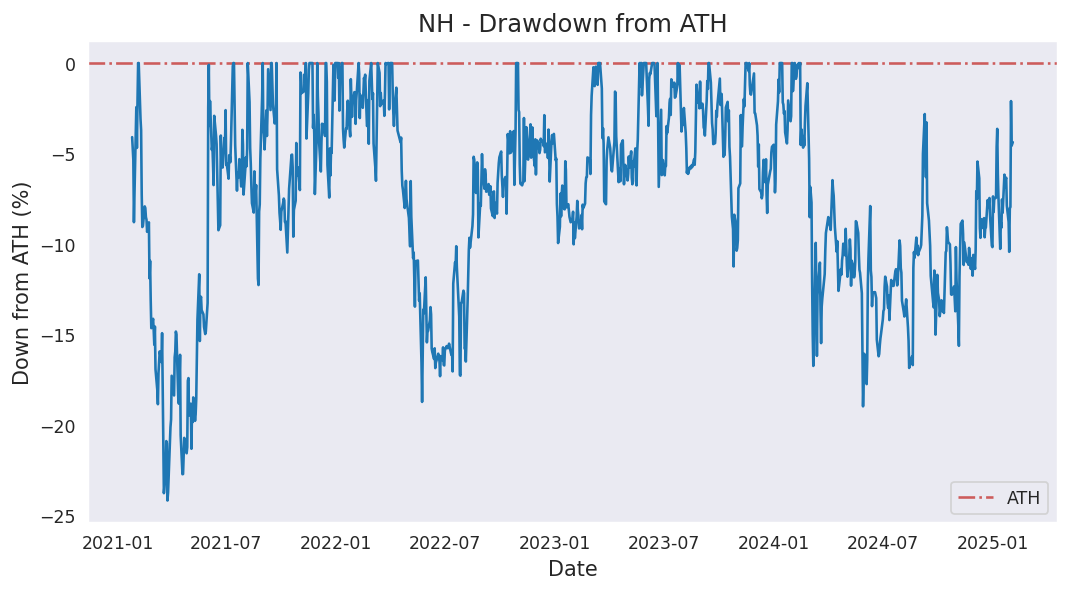 NH - Drawdown from ATH
Down from ATH (%)
0
−5
−10
−15
−20
−25
2021-01 2021-07 2022-01 2022-07 2023-01 2023-07 2024-01 2024-07 2025-01
Date
ATH